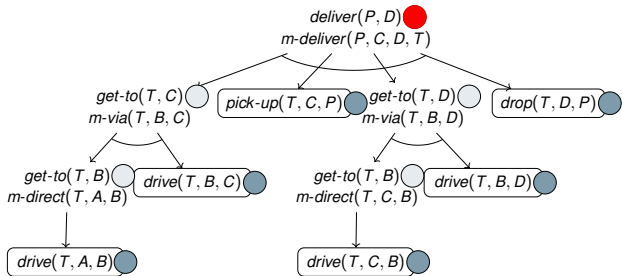 deliver(P, D)
m-deliver(P, C, D, T)
get-to(T, C)
m-via(T, B, C)
pick-up(T, C, P)
get-to(T, D)
m-via(T, B, D)
drop(T, D, P)
get-to(T, B)
m-direct(T, A, B)
drive(T, B, C)
get-to(T, B)
m-direct(T, C, B)
drive(T, B, D)
drive(T, A, B)
drive(T, C, B)